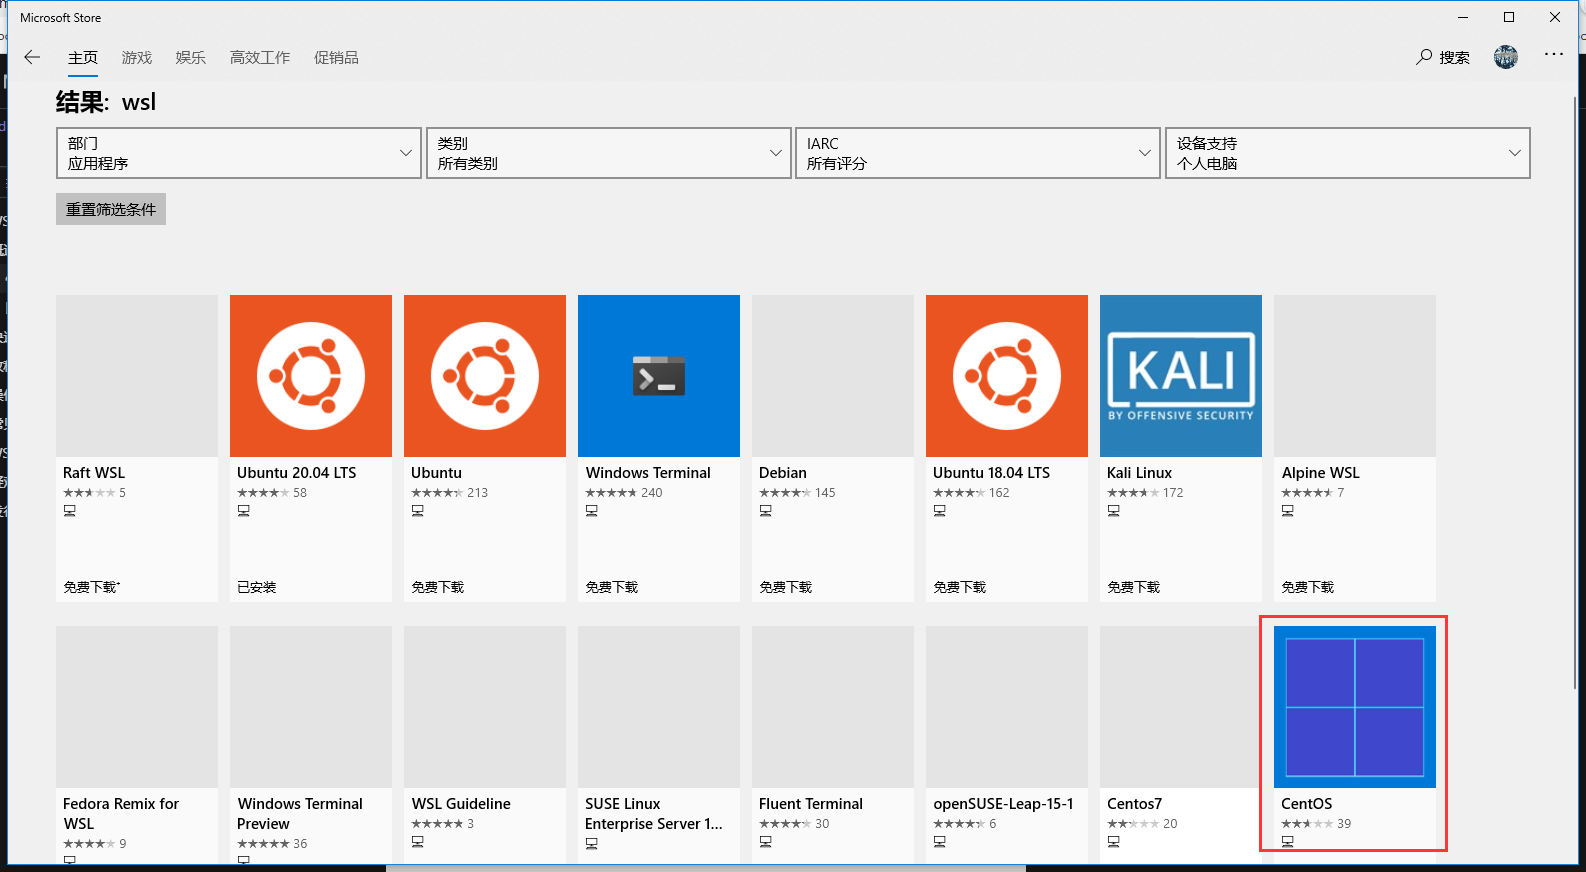 Microsoft Store
主页 游戏 娱乐 高效工作 促销品 搜索
结果: wsl
部门 类别 IARC 设备支持
应用程序 所有类别 所有评分 个人电脑
重置筛选条件
KALI
BY OFFENSIVE SECURITY
Raft WSL Ubuntu 20.04 LTS Ubuntu Windows Terminal Debian Ubuntu 18.04 LTS Kali Linux Alpine WSL
5 58 213 240 145 162 172 7
免费下载+ 已安装 免费下载 免费下载 免费下载 免费下载 免费下载 免费下载
Fedora Remix for Windows Terminal WSL Guideline SUSE Linux Fluent Terminal openSUSE-Leap-15-1 Centos7 CentOS
WSL Preview 3 Enterprise Server 1... 30 6 20 39
9 36